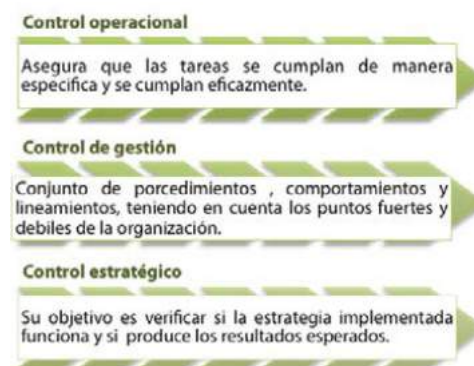 Control operacional
Asegura que las tareas se cumplan de manera
especifica y se cumplan eficazmente.
Control de gestión
Conjunto de porcedimientos , comportamientos y
lineamientos, teniendo en cuenta los puntos fuertes y
debiles de la organización.
Control estratégico
Su objetivo es verificar si la estrategia implementada
funciona y si produce los resultados esperados.